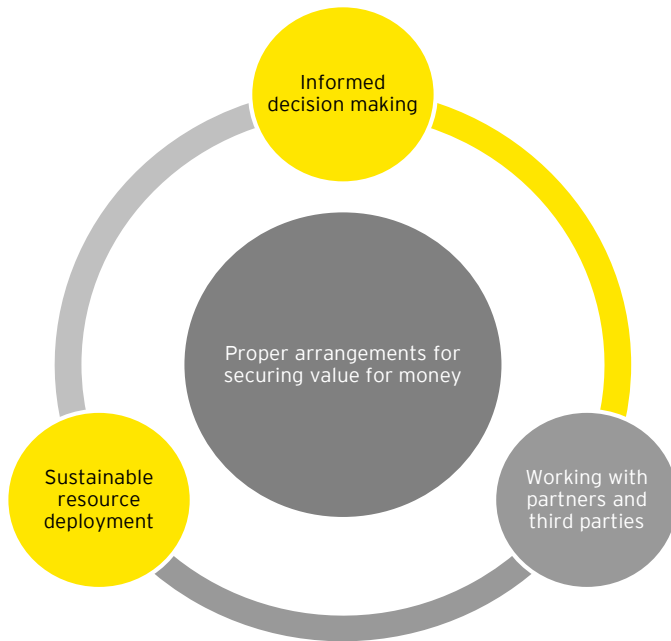 Informed
decision making
Proper arrangements for
securing value for money
Sustainable
resource
deployment
Working with
partners and
third parties